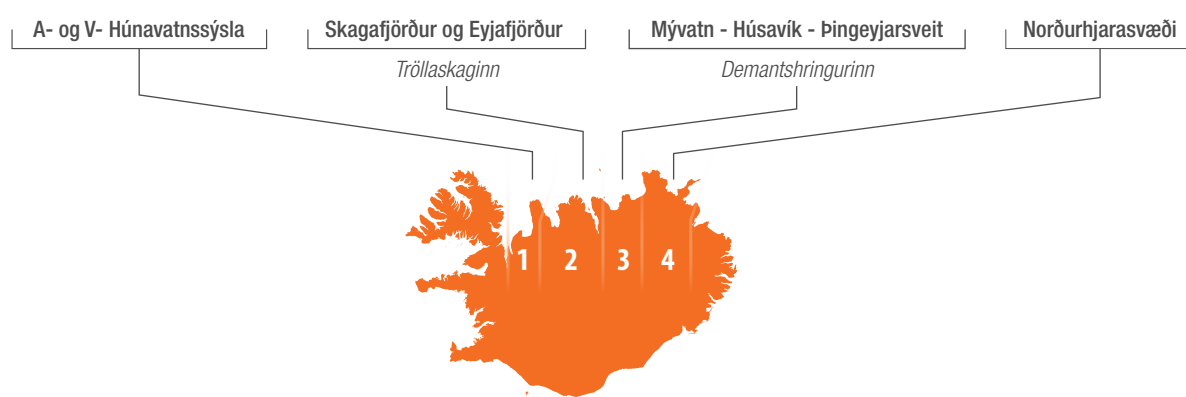 A- og V- Húnavatnssýsla
Skagafjörður og Eyjafjörður
Tröllaskaginn
Mývatn - Húsavík - Þingeyjarsveit
Demantshringurinn
Norðurhjarasvæði
1 2 3 4